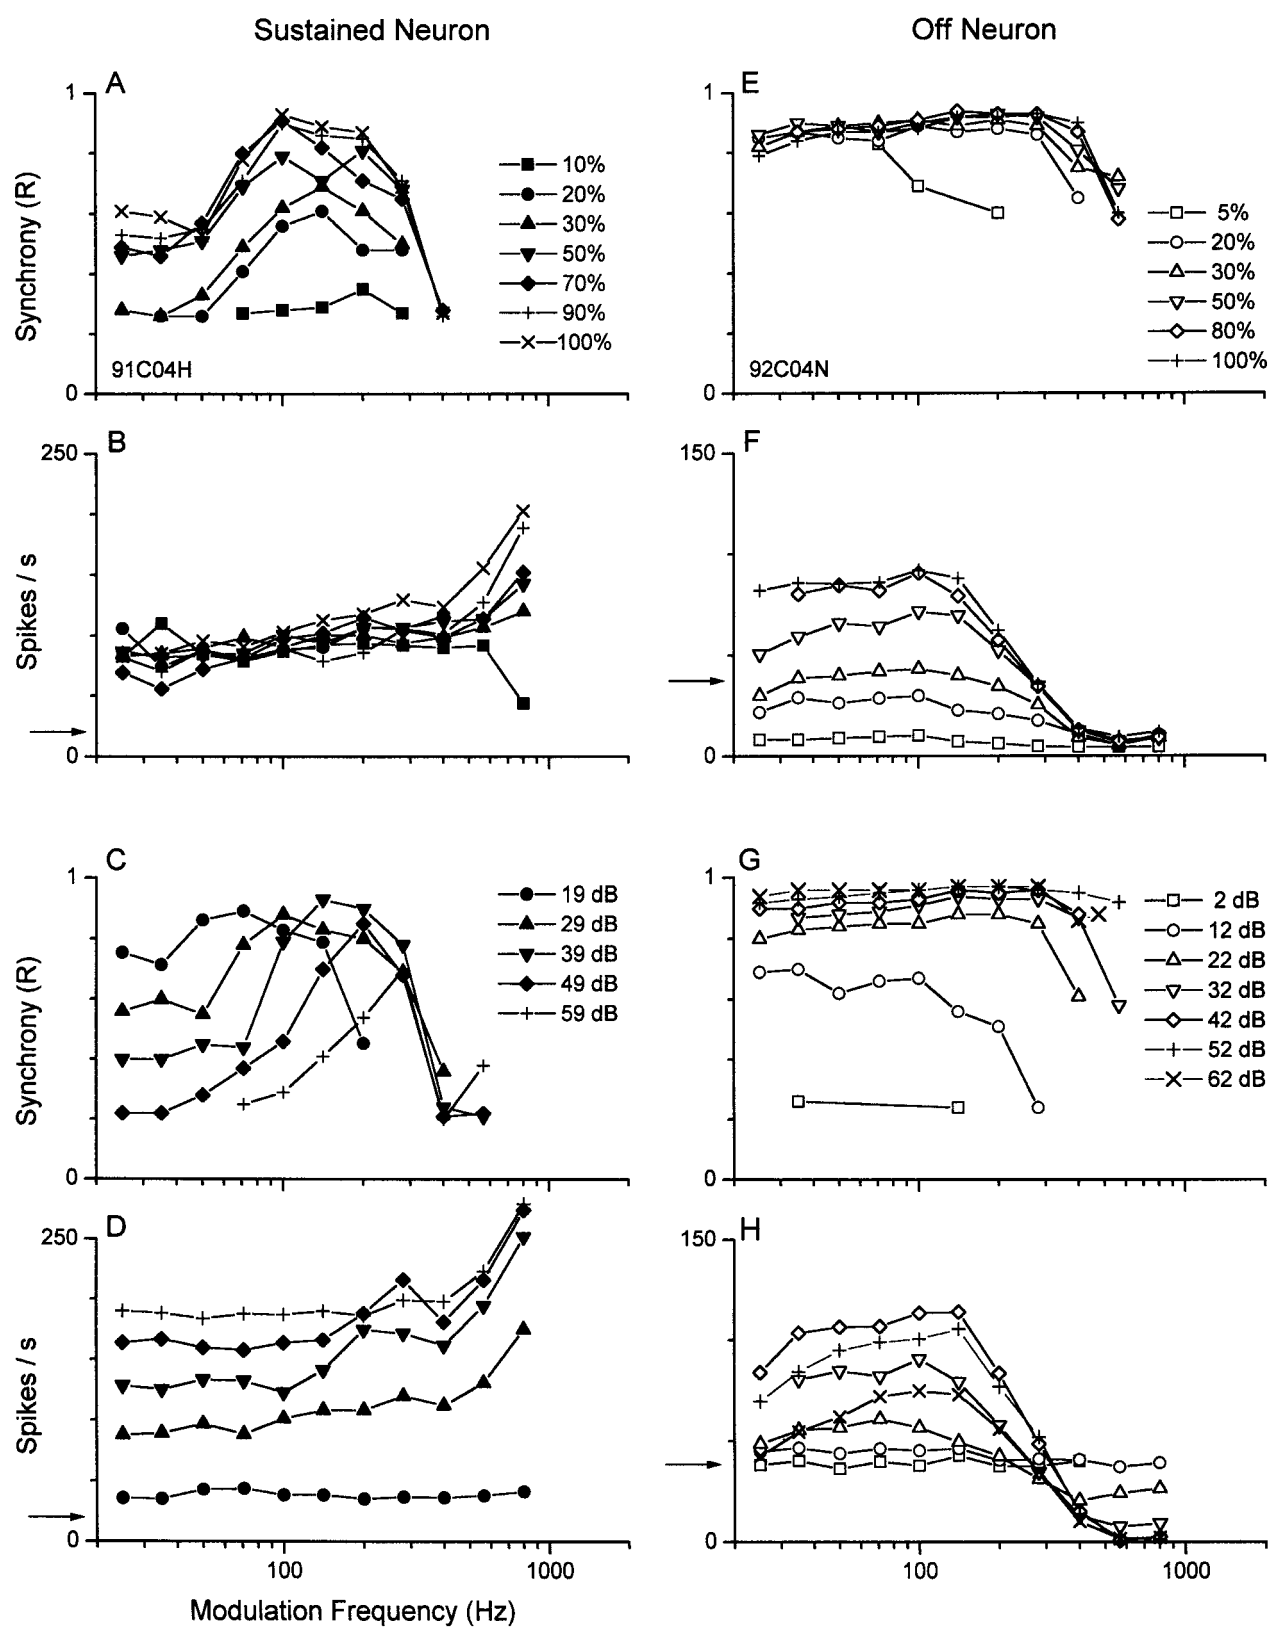 Sustained Neuron
Off Neuron
A
1
Synchrony (R)
0
91C04H
10%
20%
30%
50%
70%
90%
100%
E
1
0
92C04N
5%
20%
30%
50%
80%
100%
B
250
Spikes / s
0
F
150
0
C
1
Synchrony (R)
0
19 dB
29 dB
39 dB
49 dB
59 dB
G
1
0
2 dB
12 dB
22 dB
32 dB
42 dB
52 dB
62 dB
D
250
Spikes / s
0
100
1000
Modulation Frequency (Hz)
H
150
0
100
1000